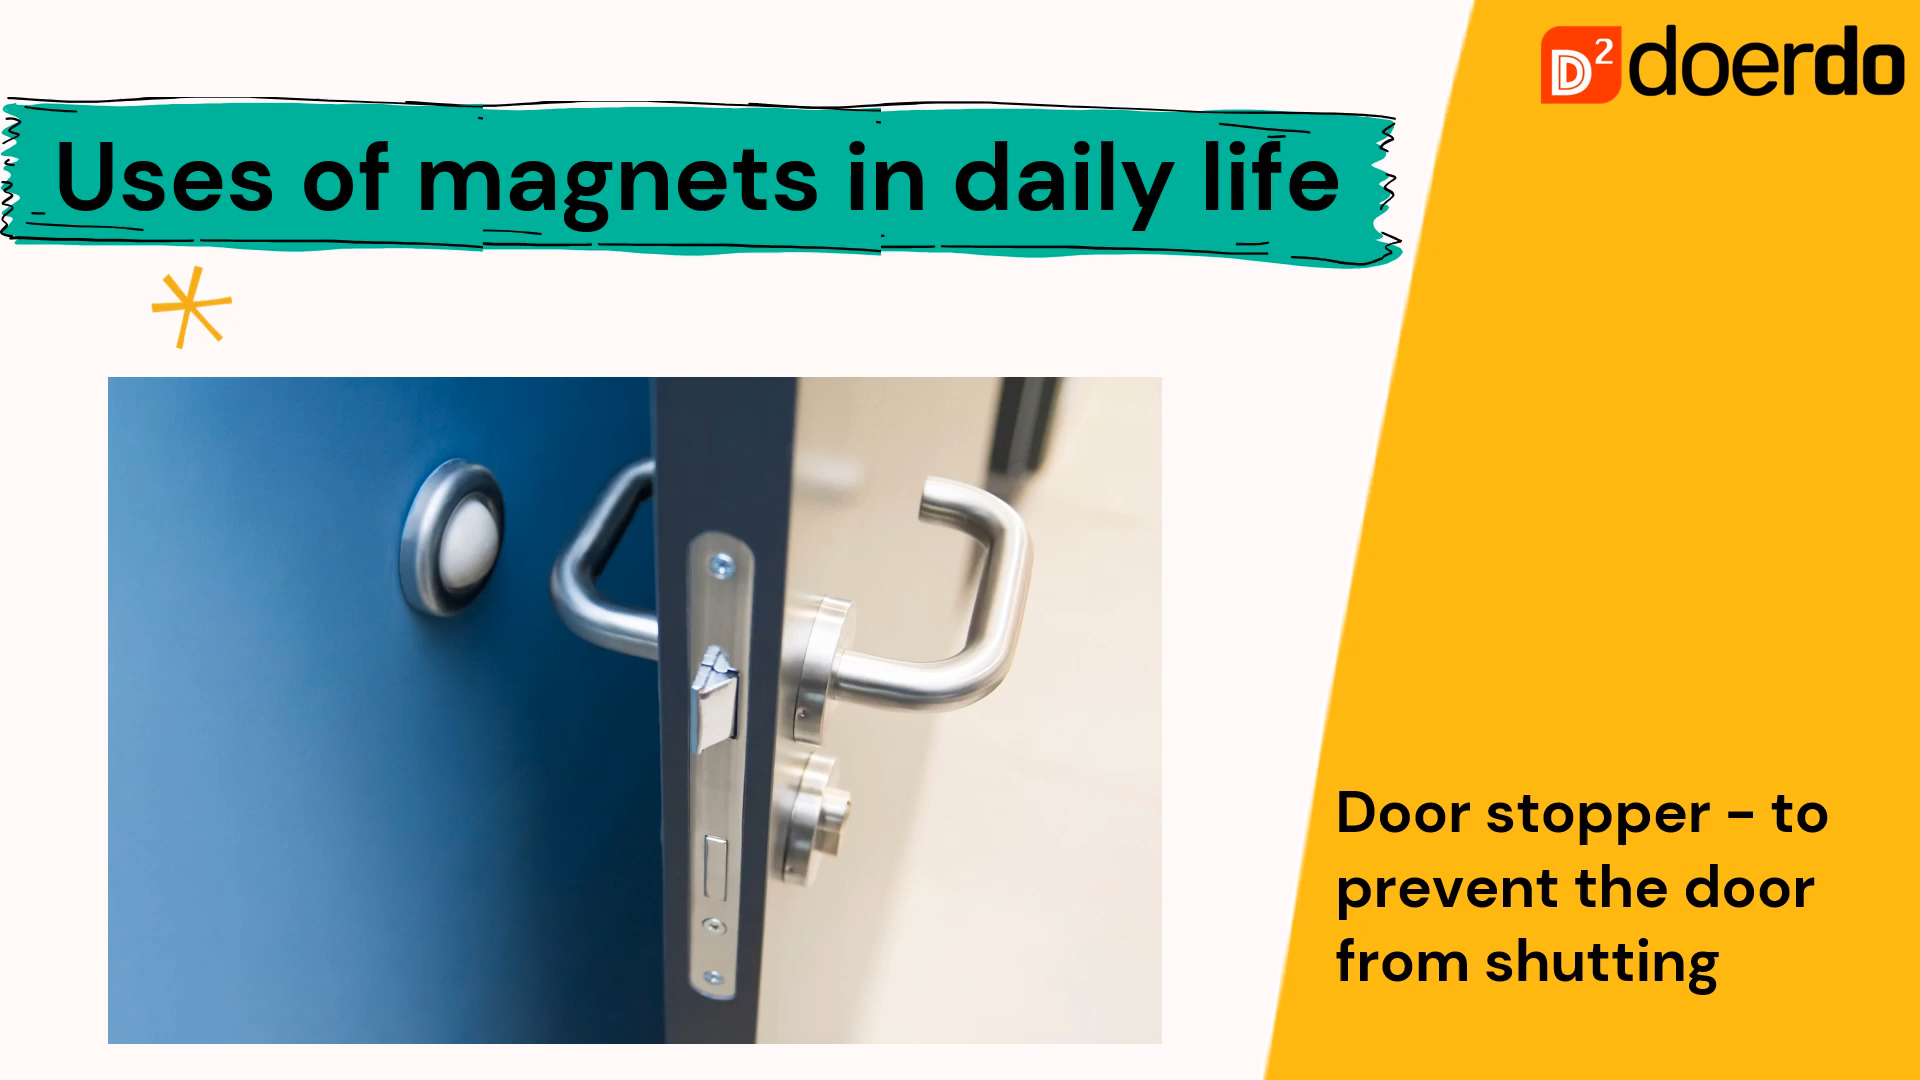 D2 doerdo
Uses of magnets in daily life
Door stopper - to
prevent the door
from shutting